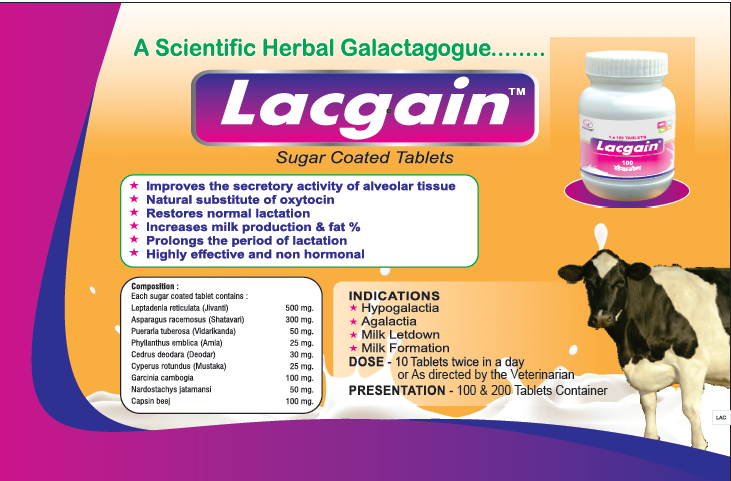 A Scientific Herbal Galactagogue........
Lacgain™
Sugar Coated Tablets
1 x 100 TABLETS
Lacgain
100
★ Improves the secretory activity of alveolar tissue
★ Natural substitute of oxytocin
★ Restores normal lactation
★ Increases milk production & fat %
★ Prolongs the period of lactation
★ Highly effective and non hormonal
Composition :
Each sugar coated tablet contains :
Leptadenia reticulata (Jivanti) 500 mg.
Asparagus racemosus (Shatavari) 300 mg.
Pueraria tuberosa (Vidarikanda) 50 mg.
Phyllanthus emblica (Amla) 25 mg.
Cedrus deodara (Deodar) 30 mg.
Cyperus rotundus (Mustaka) 25 mg.
Garcinia cambogia 100 mg.
Nardostachys jatamansi 50 mg.
Capsin beej 100 mg.
INDICATIONS
★ Hypogalactia
★ Agalactia
★ Milk Letdown
★ Milk Formation
DOSE - 10 Tablets twice in a day
or As directed by the Veterinarian
PRESENTATION - 100 & 200 Tablets Container
LAC